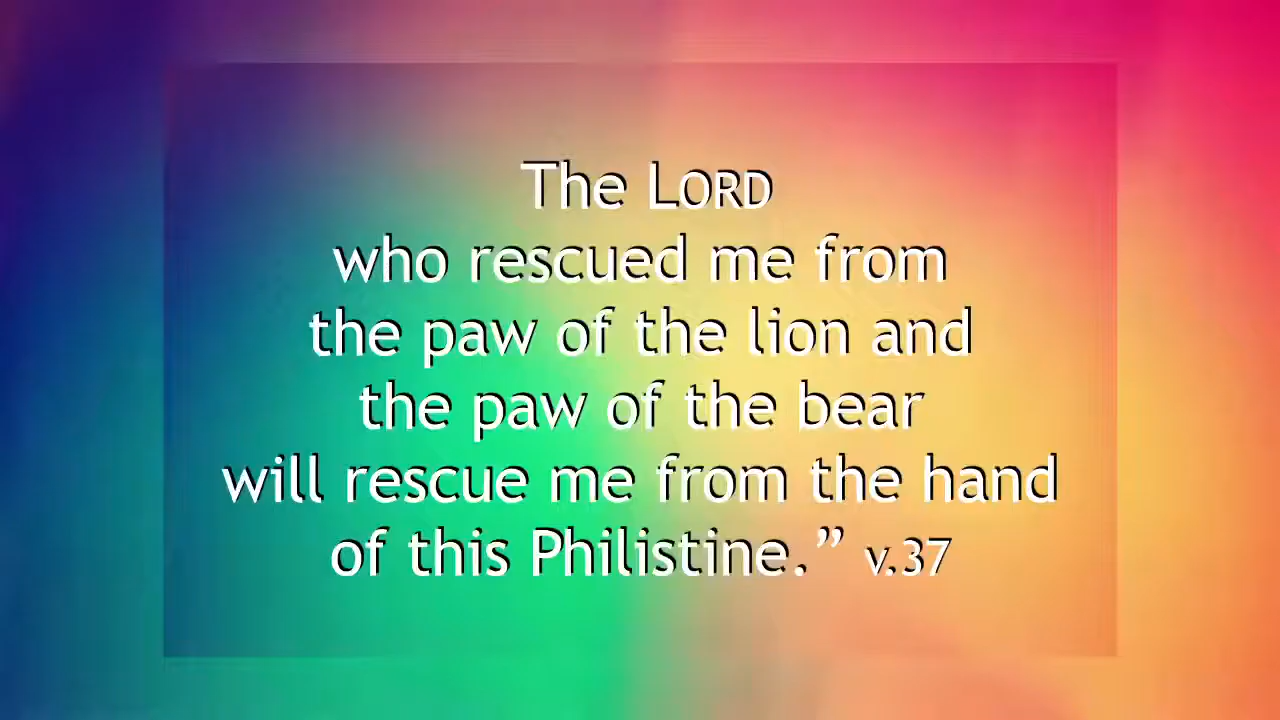 The LORD
who rescued me from
the paw of the lion and
the paw of the bear
will rescue me from the hand
of this Philistine.” v.37